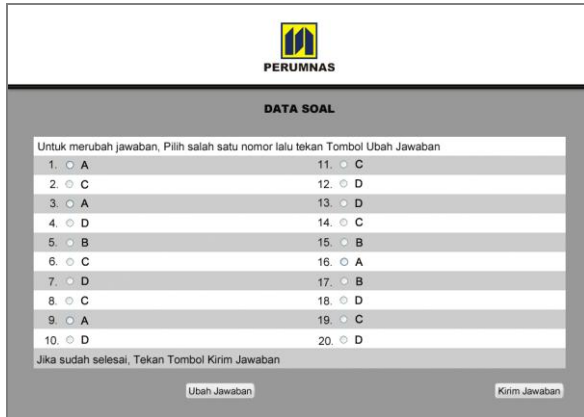 PERUMNAS
DATA SOAL
Untuk merubah jawaban, Pilih salah satu nomor lalu tekan Tombol Ubah Jawaban
1. A 11. C
2. C 12. D
3. A 13. D
4. D 14. C
5. B 15. B
6. C 16. A
7. D 17. B
8. C 18. D
9. A 19. C
10. D 20. D
Jika sudah selesai, Tekan Tombol Kirim Jawaban
Ubah Jawaban Kirim Jawaban